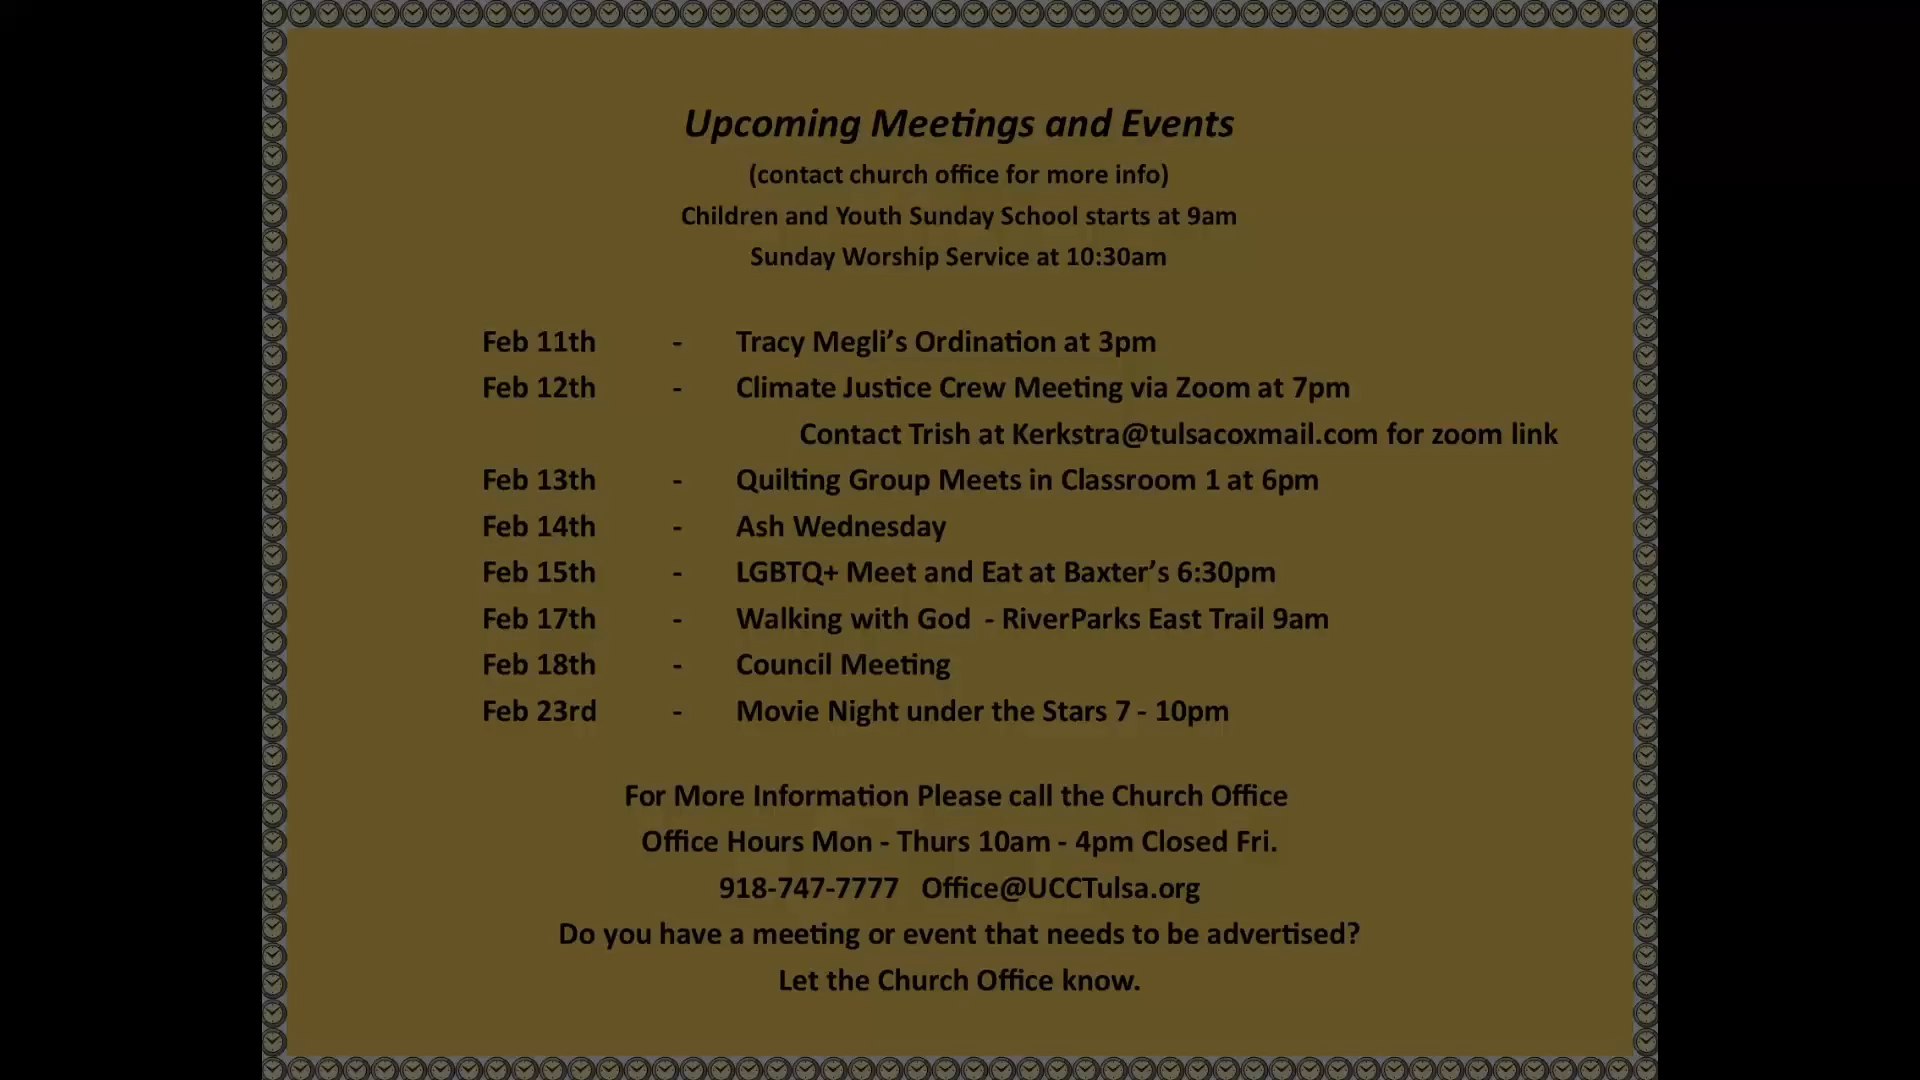 Upcoming Meetings and Events
(contact church office for more info)
Children and Youth Sunday School starts at 9am
Sunday Worship Service at 10:30am
Feb 11th - Tracy Megli’s Ordination at 3pm
Feb 12th - Climate Justice Crew Meeting via Zoom at 7pm
Contact Trish at Kerkstra@tulsacoxmail.com for zoom link
Feb 13th - Quilting Group Meets in Classroom 1 at 6pm
Feb 14th - Ash Wednesday
Feb 15th - LGBTQ+ Meet and Eat at Baxter’s 6:30pm
Feb 17th - Walking with God - RiverParks East Trail 9am
Feb 18th - Council Meeting
Feb 23rd - Movie Night under the Stars 7 - 10pm
For More Information Please call the Church Office
Office Hours Mon - Thurs 10am - 4pm Closed Fri.
918-747-7777 Office@UCCTulsa.org
Do you have a meeting or event that needs to be advertised?
Let the Church Office know.